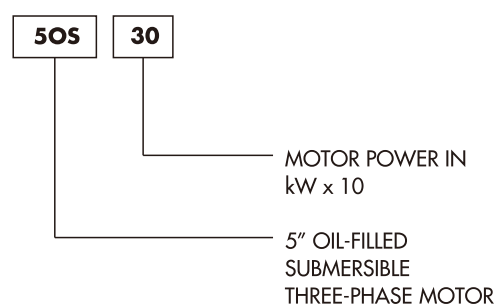 5OS 30
MOTOR POWER IN
kW x 10
5” OIL-FILLED
SUBMERSIBLE
THREE-PHASE MOTOR